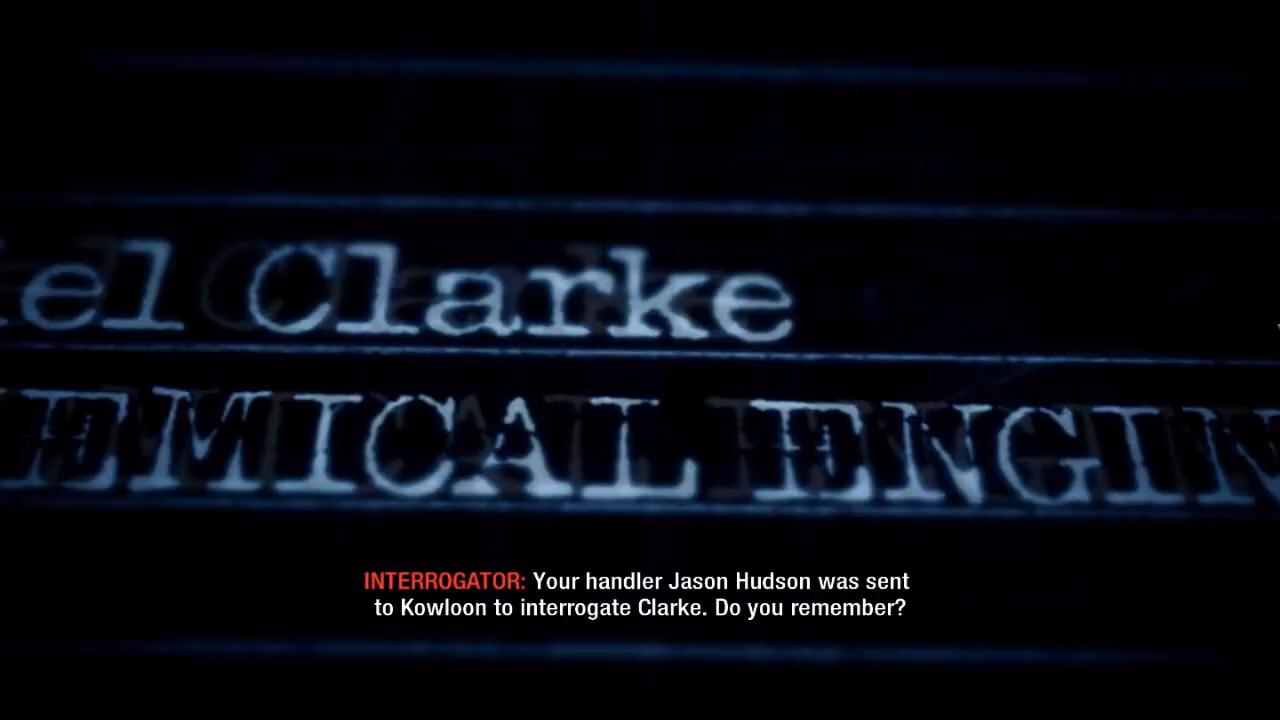 el Clarke
EMICAL ENGIN
INTERROGATOR: Your handler Jason Hudson was sent
to Kowloon to interrogate Clarke. Do you remember?